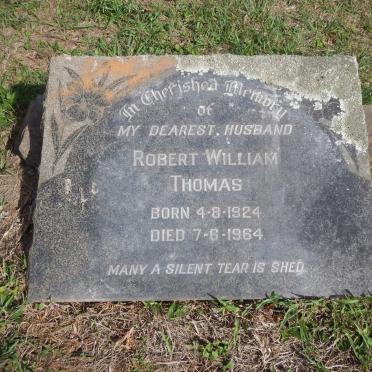 In Cherished Memory
of
MY DEAREST HUSBAND
ROBERT WILLIAM
THOMAS
BORN 4-8-1924
DIED 7-6-1964
MANY A SILENT TEAR IS SHED